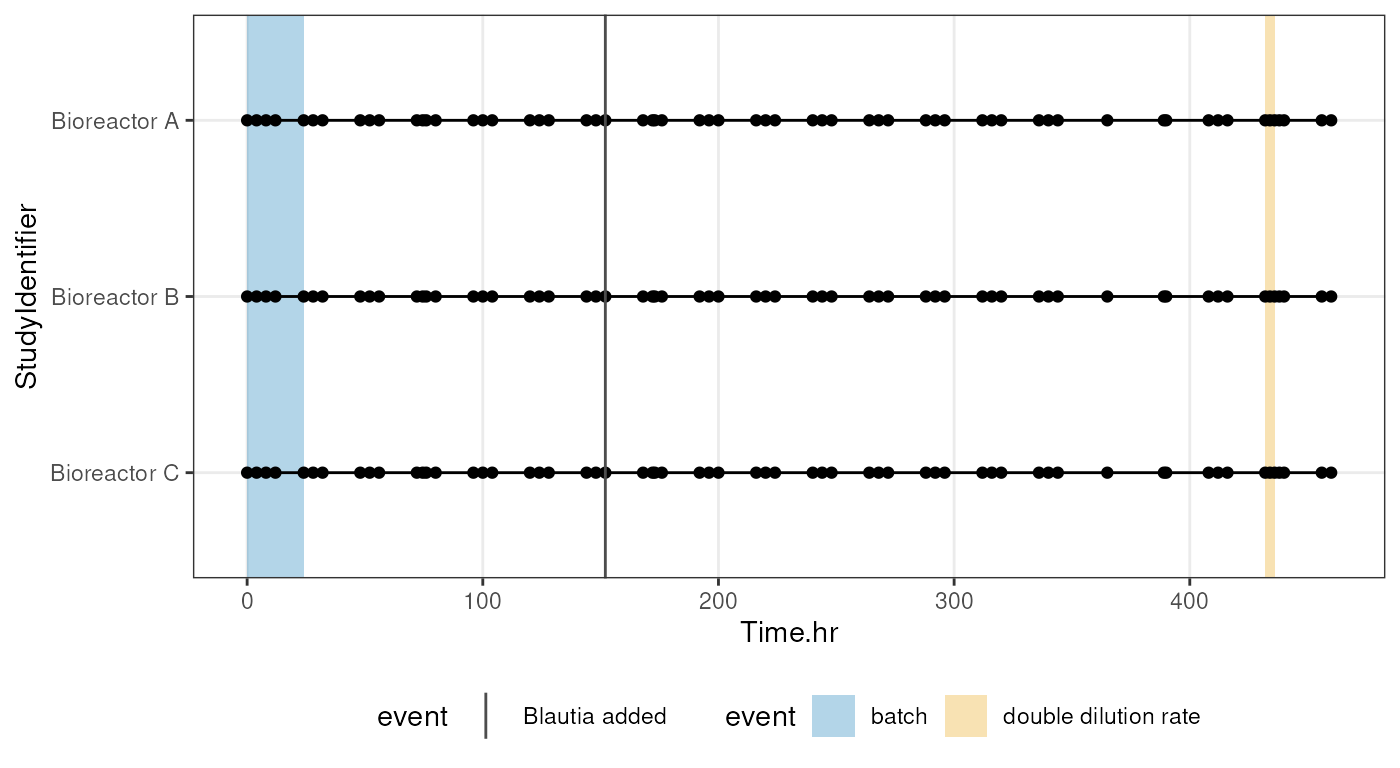 Bioreactor A
Bioreactor B
Bioreactor C
StudyIdentifier
0 100 200 300 400
Time.hr
event Blautia added event batch double dilution rate